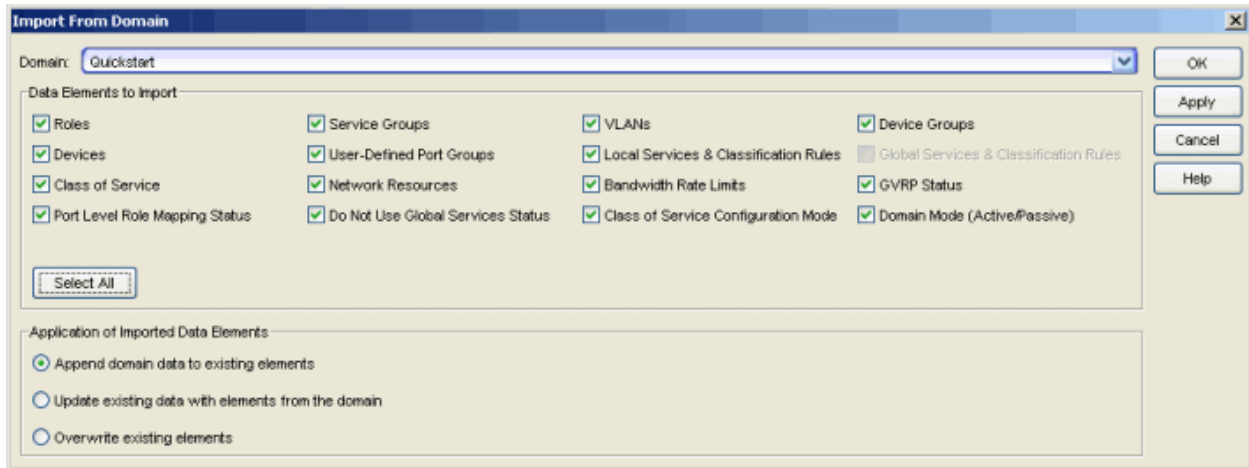 Import From Domain
Domain: Quickstart
OK
Data Elements to Import
Apply
Roles Service Groups VLANs Device Groups
Cancel
Devices User-Defined Port Groups Local Services & Classification Rules Global Services & Classification Rules
Class of Service Network Resources Bandwidth Rate Limits GVRP Status
Help
Port Level Role Mapping Status Do Not Use Global Services Status Class of Service Configuration Mode Domain Mode (Active/Passive)
Select All
Application of Imported Data Elements
Append domain data to existing elements
Update existing data with elements from the domain
Overwrite existing elements